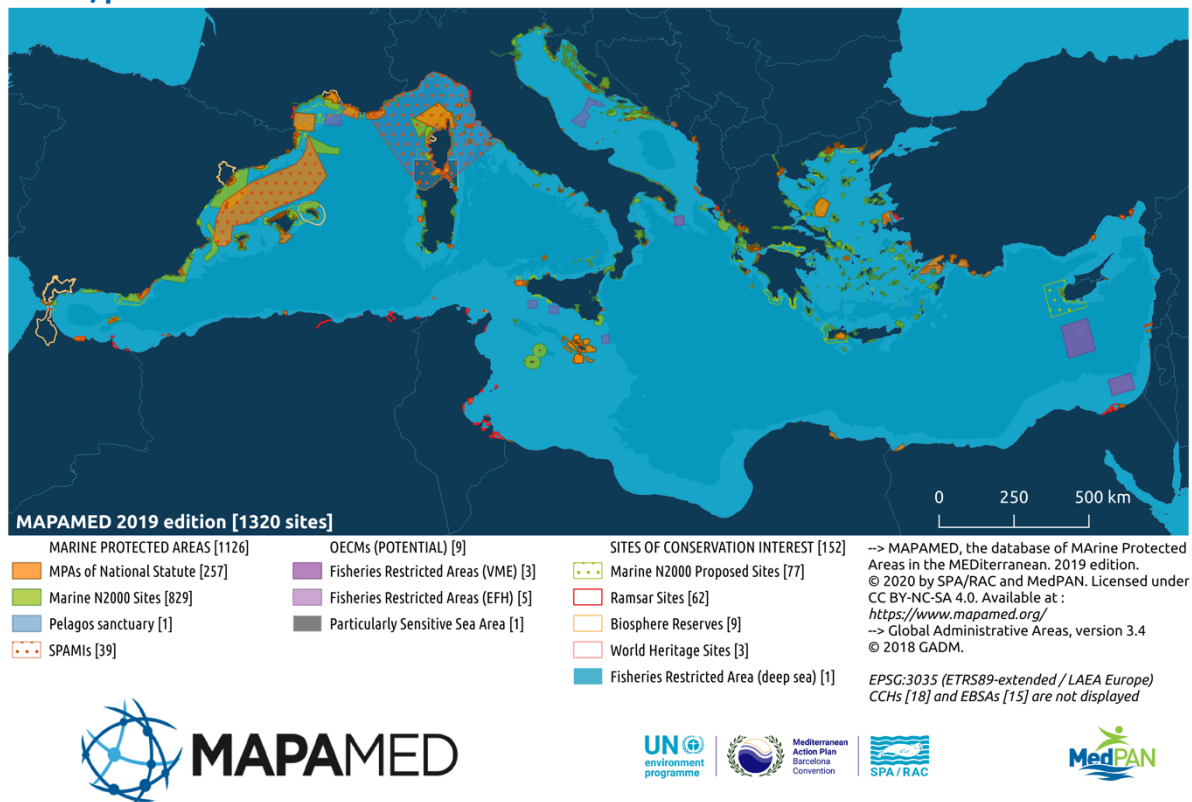 0 250 500 km
MAPAMED 2019 edition [1320 sites]
MARINE PROTECTED AREAS [1126]
MPAs of National Statute [257]
Marine N2000 Sites [829]
Pelagos sanctuary [1]
SPAMIs [39]
OECMs (POTENTIAL) [9]
Fisheries Restricted Areas (VME) [3]
Fisheries Restricted Areas (EFH) [5]
Particularly Sensitive Sea Area [1]
SITES OF CONSERVATION INTEREST [152]
Marine N2000 Proposed Sites [77]
Ramsar Sites [62]
Biosphere Reserves [9]
World Heritage Sites [3]
Fisheries Restricted Area (deep sea) [1]
--> MAPAMED, the database of MArine Protected
Areas in the MEDiterranean. 2019 edition.
© 2020 by SPA/RAC and MedPAN. Licensed under
CC BY-NC-SA 4.0. Available at :
https://www.mapamed.org/
--> Global Administrative Areas, version 3.4
© 2018 GADM.
EPSG:3035 (ETRS89-extended / LAEA Europe)
CCHs [18] and EBSAs [15] are not displayed
MAPAMED
UN
environment
programme
Mediterranean
Action Plan
Barcelona
Convention
SPA/RAC
MedPAN